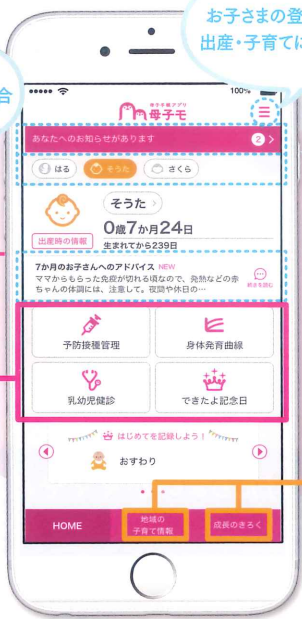 お子さまの登
出産・子育てに
合
100%
母子手帳アプリ
母子モ
あなたへのお知らせがあります
2
はる
そうた
さくら
そうた
0歳7か月24日
出産時の情報
生まれてから239日
7か月のお子さんへのアドバイス NEW
ママからもらった免疫が切れる頃なので、発熱などの赤
ちゃんの体調には、注意して。夜間や休日の…
続きを読む
予防接種管理
身体発育曲線
乳幼児健診
できたよ記念日
はじめてを記録しよう!
おすわり
HOME
地域の
子育て情報
成長のきろく